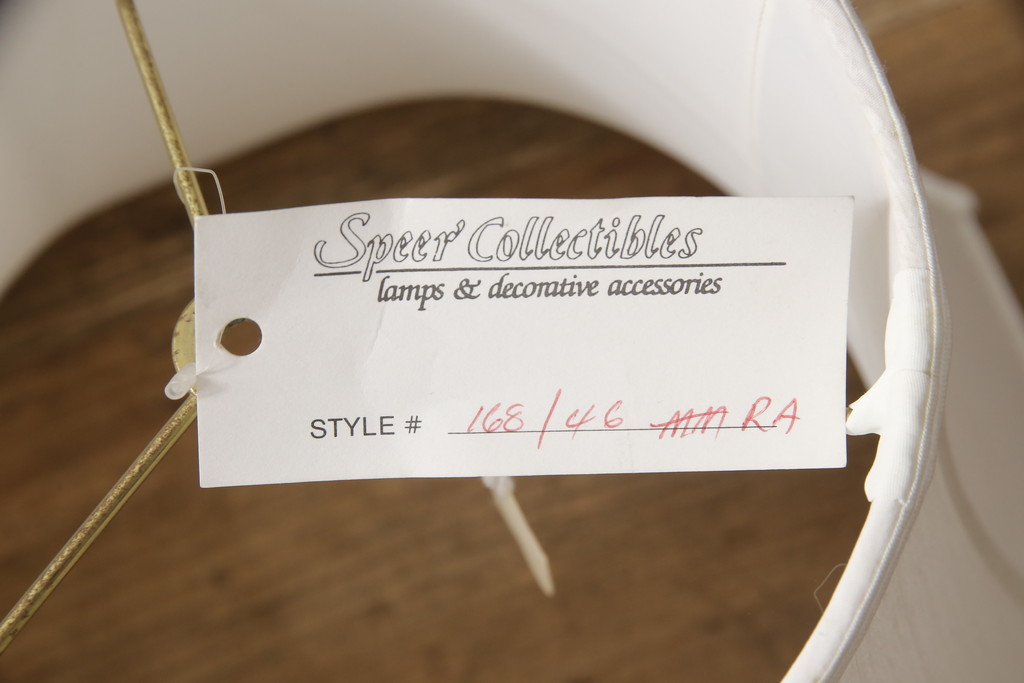 Speer Collectibles
lamps & decorative accessories
STYLE # 168/46 RA